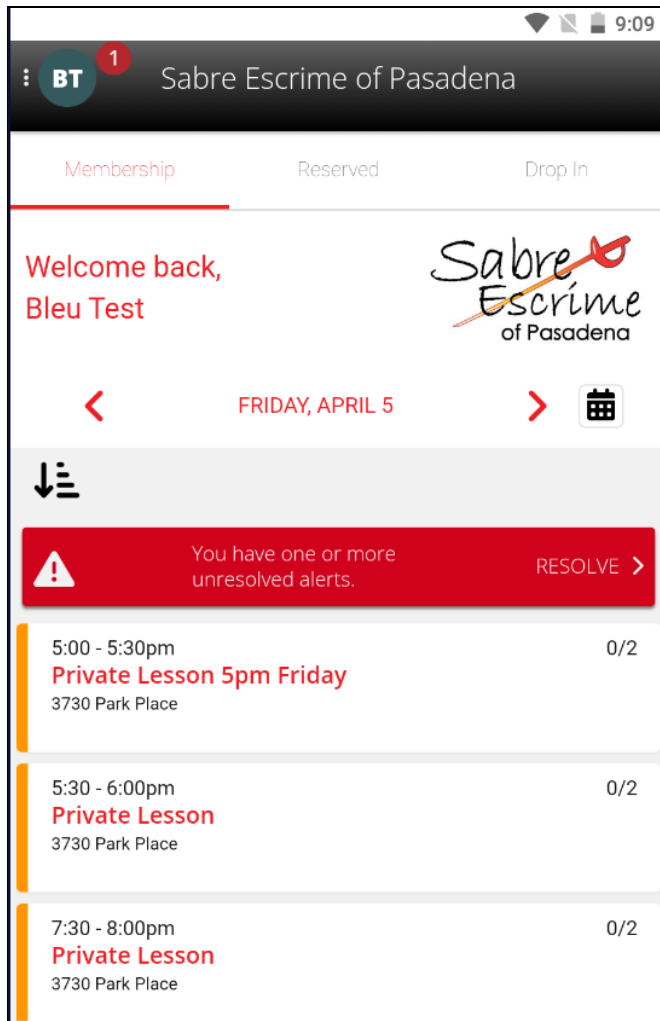 9:09
BT
1
Sabre Escrime of Pasadena
Membership
Reserved
Drop In
Welcome back,
Bleu Test
Sabre
Escrime
of Pasadena
FRIDAY, APRIL 5
You have one or more
unresolved alerts.
RESOLVE
5:00 - 5:30pm
0/2
Private Lesson 5pm Friday
3730 Park Place
5:30 - 6:00pm
0/2
Private Lesson
3730 Park Place
7:30 - 8:00pm
0/2
Private Lesson
3730 Park Place